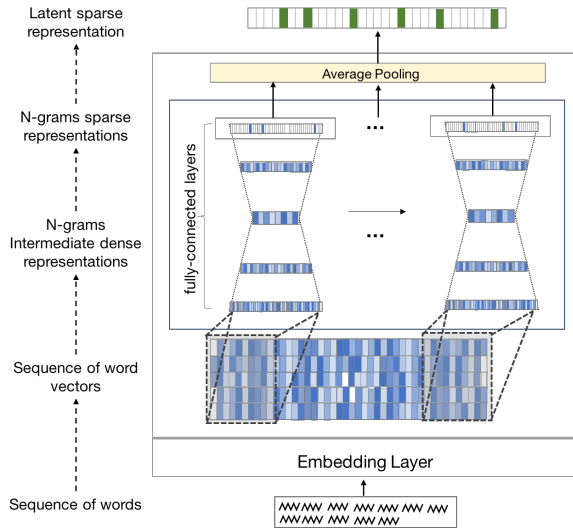 Latent sparse
representation
Average Pooling
N-grams sparse
representations
...
fully-connected layers
N-grams
Intermediate dense
representations
...
Sequence of word
vectors
Embedding Layer
Sequence of words